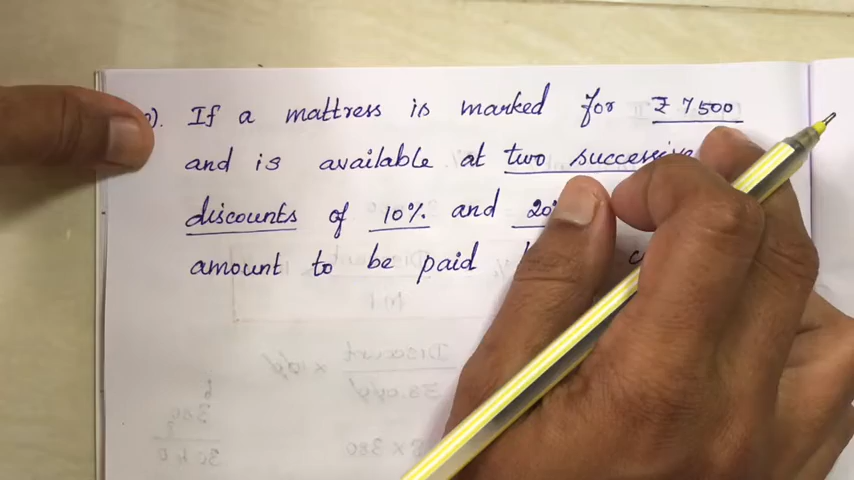 ). If a mattress is marked for ₹ 7500
and is available at two successive
discounts of 10% and 20%
amount to be paid